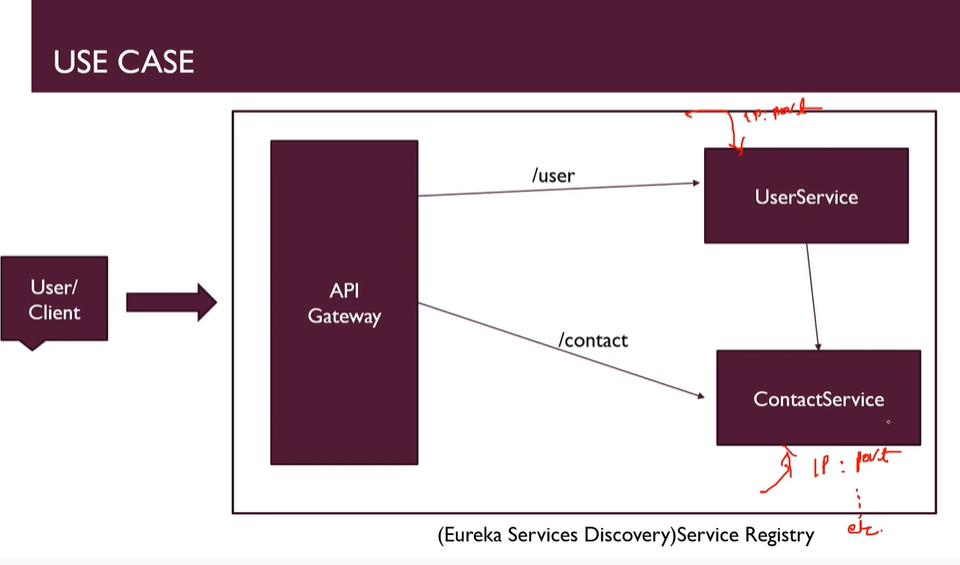 USE CASE
IP: port
/user
UserService
User/
Client
API
Gateway
/contact
ContactService
IP : port
etc.
(Eureka Services Discovery)Service Registry